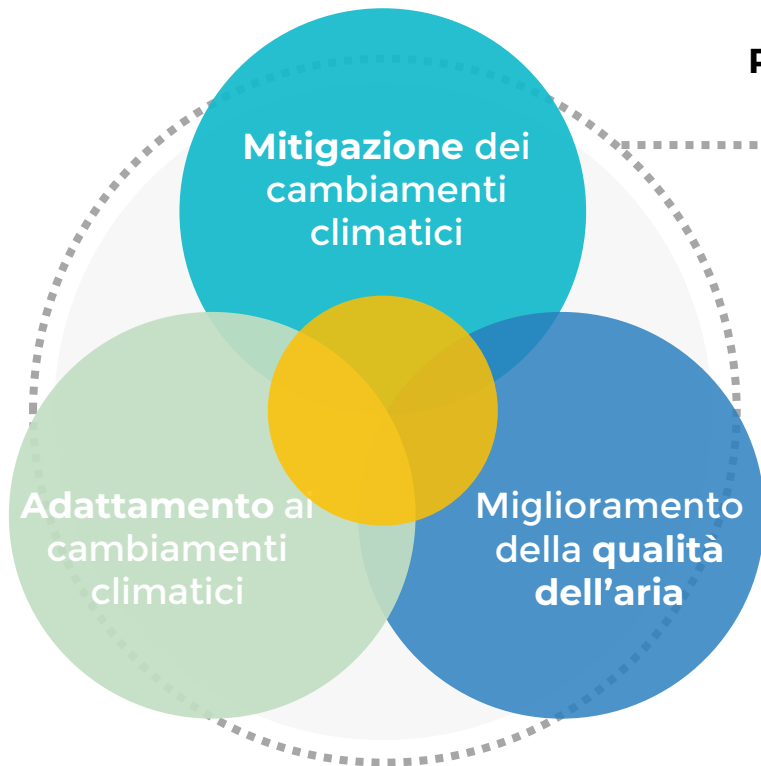 P
Mitigazione dei
cambiamenti
climatici
Adattamento ai
cambiamenti
climatici
Miglioramento
della qualità
dell’aria